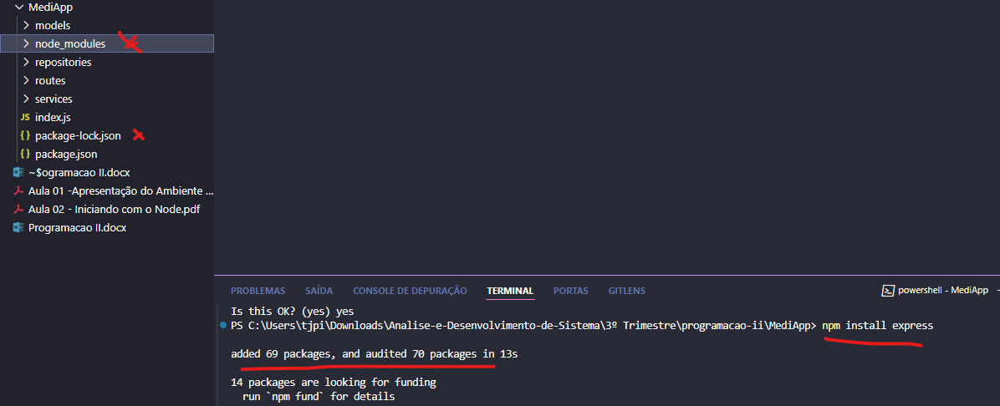 MediApp
models
node_modules
repositories
routes
services
JS index.js
{} package-lock.json
{} package.json
~$ogramacao II.docx
Aula 01 -Apresentação do Ambiente ...
Aula 02 - Iniciando com o Node.pdf
Programacao II.docx
PROBLEMAS SAÍDA CONSOLE DE DEPURAÇÃO TERMINAL PORTAS GITLENS
powershell - MediApp
Is this OK? (yes) yes
PS C:\Users\tjpi\Downloads\Analise-e-Desenvolvimento-de-Sistema\3º Trimestre\programacao-ii\MediApp> npm install express
added 69 packages, and audited 70 packages in 13s
14 packages are looking for funding
run `npm fund` for details